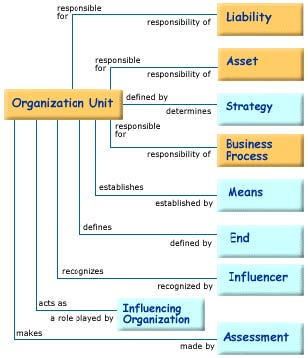 responsible
for
responsibility of
Liability
responsible
for
responsibility of
Asset
Organization Unit
defined by
determines
Strategy
responsible
for
responsibility of
Business
Process
establishes
established by
Means
defines
defined by
End
recognizes
recognized by
Influencer
acts as
a role played by
Influencing
Organization
makes
made by
Assessment